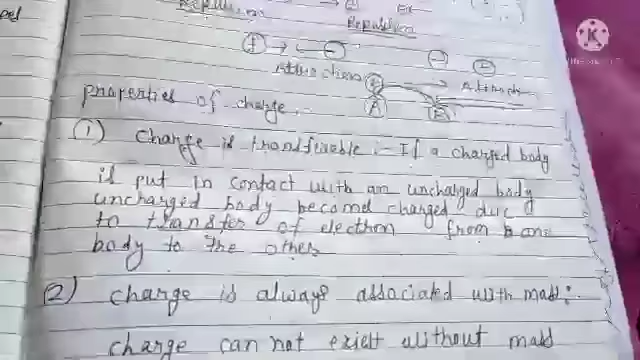 Repulsion
Repulsion
+ → ← -
Attraction
A B
properties of charge
(1) Charge is transferable :- If a charged body
is put in contact with an uncharged body
uncharged body become charged due
to transfer of electron from one
body to the other
(2) charge is always associated with mass :-
charge can not exist without mass
K